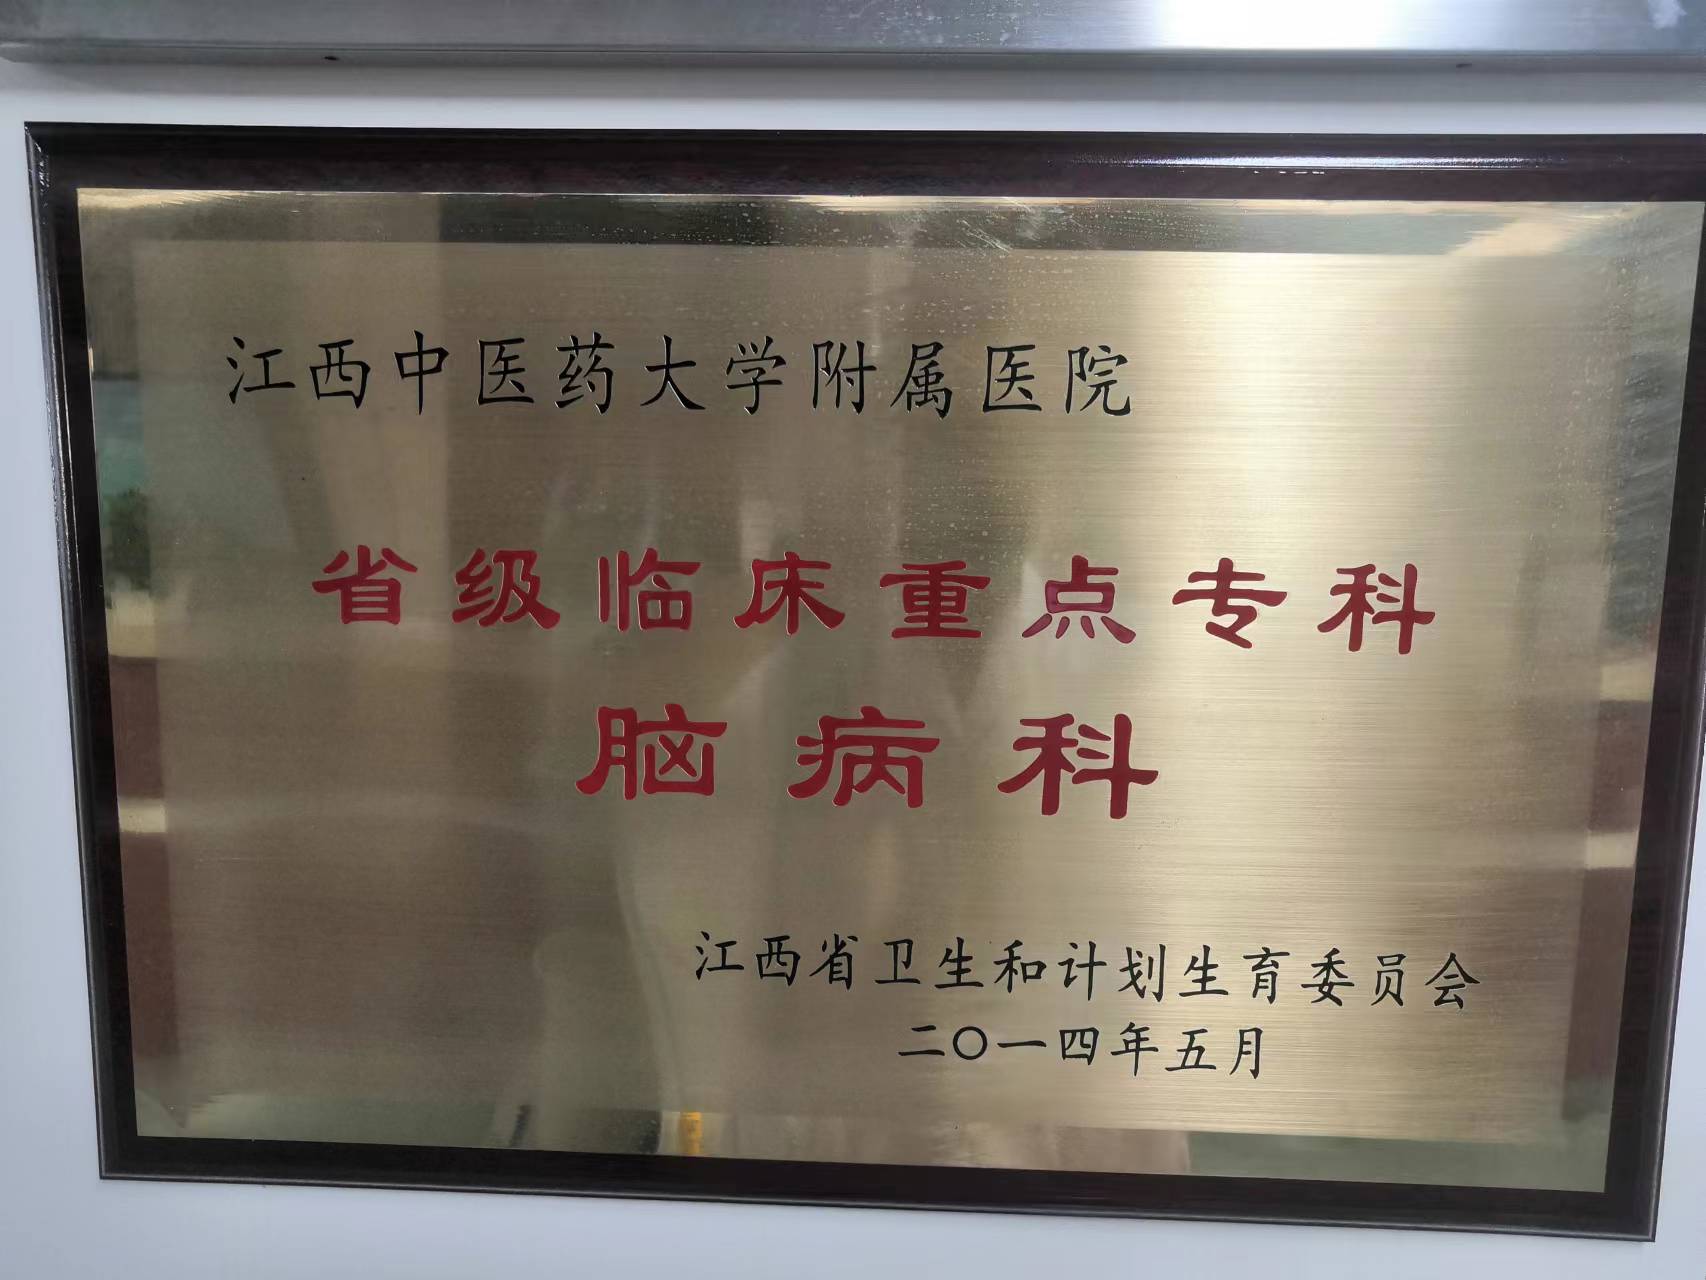 江西中医药大学附属医院
省级临床重点专科
脑病科
江西省卫生和计划生育委员会
二〇一四年五月